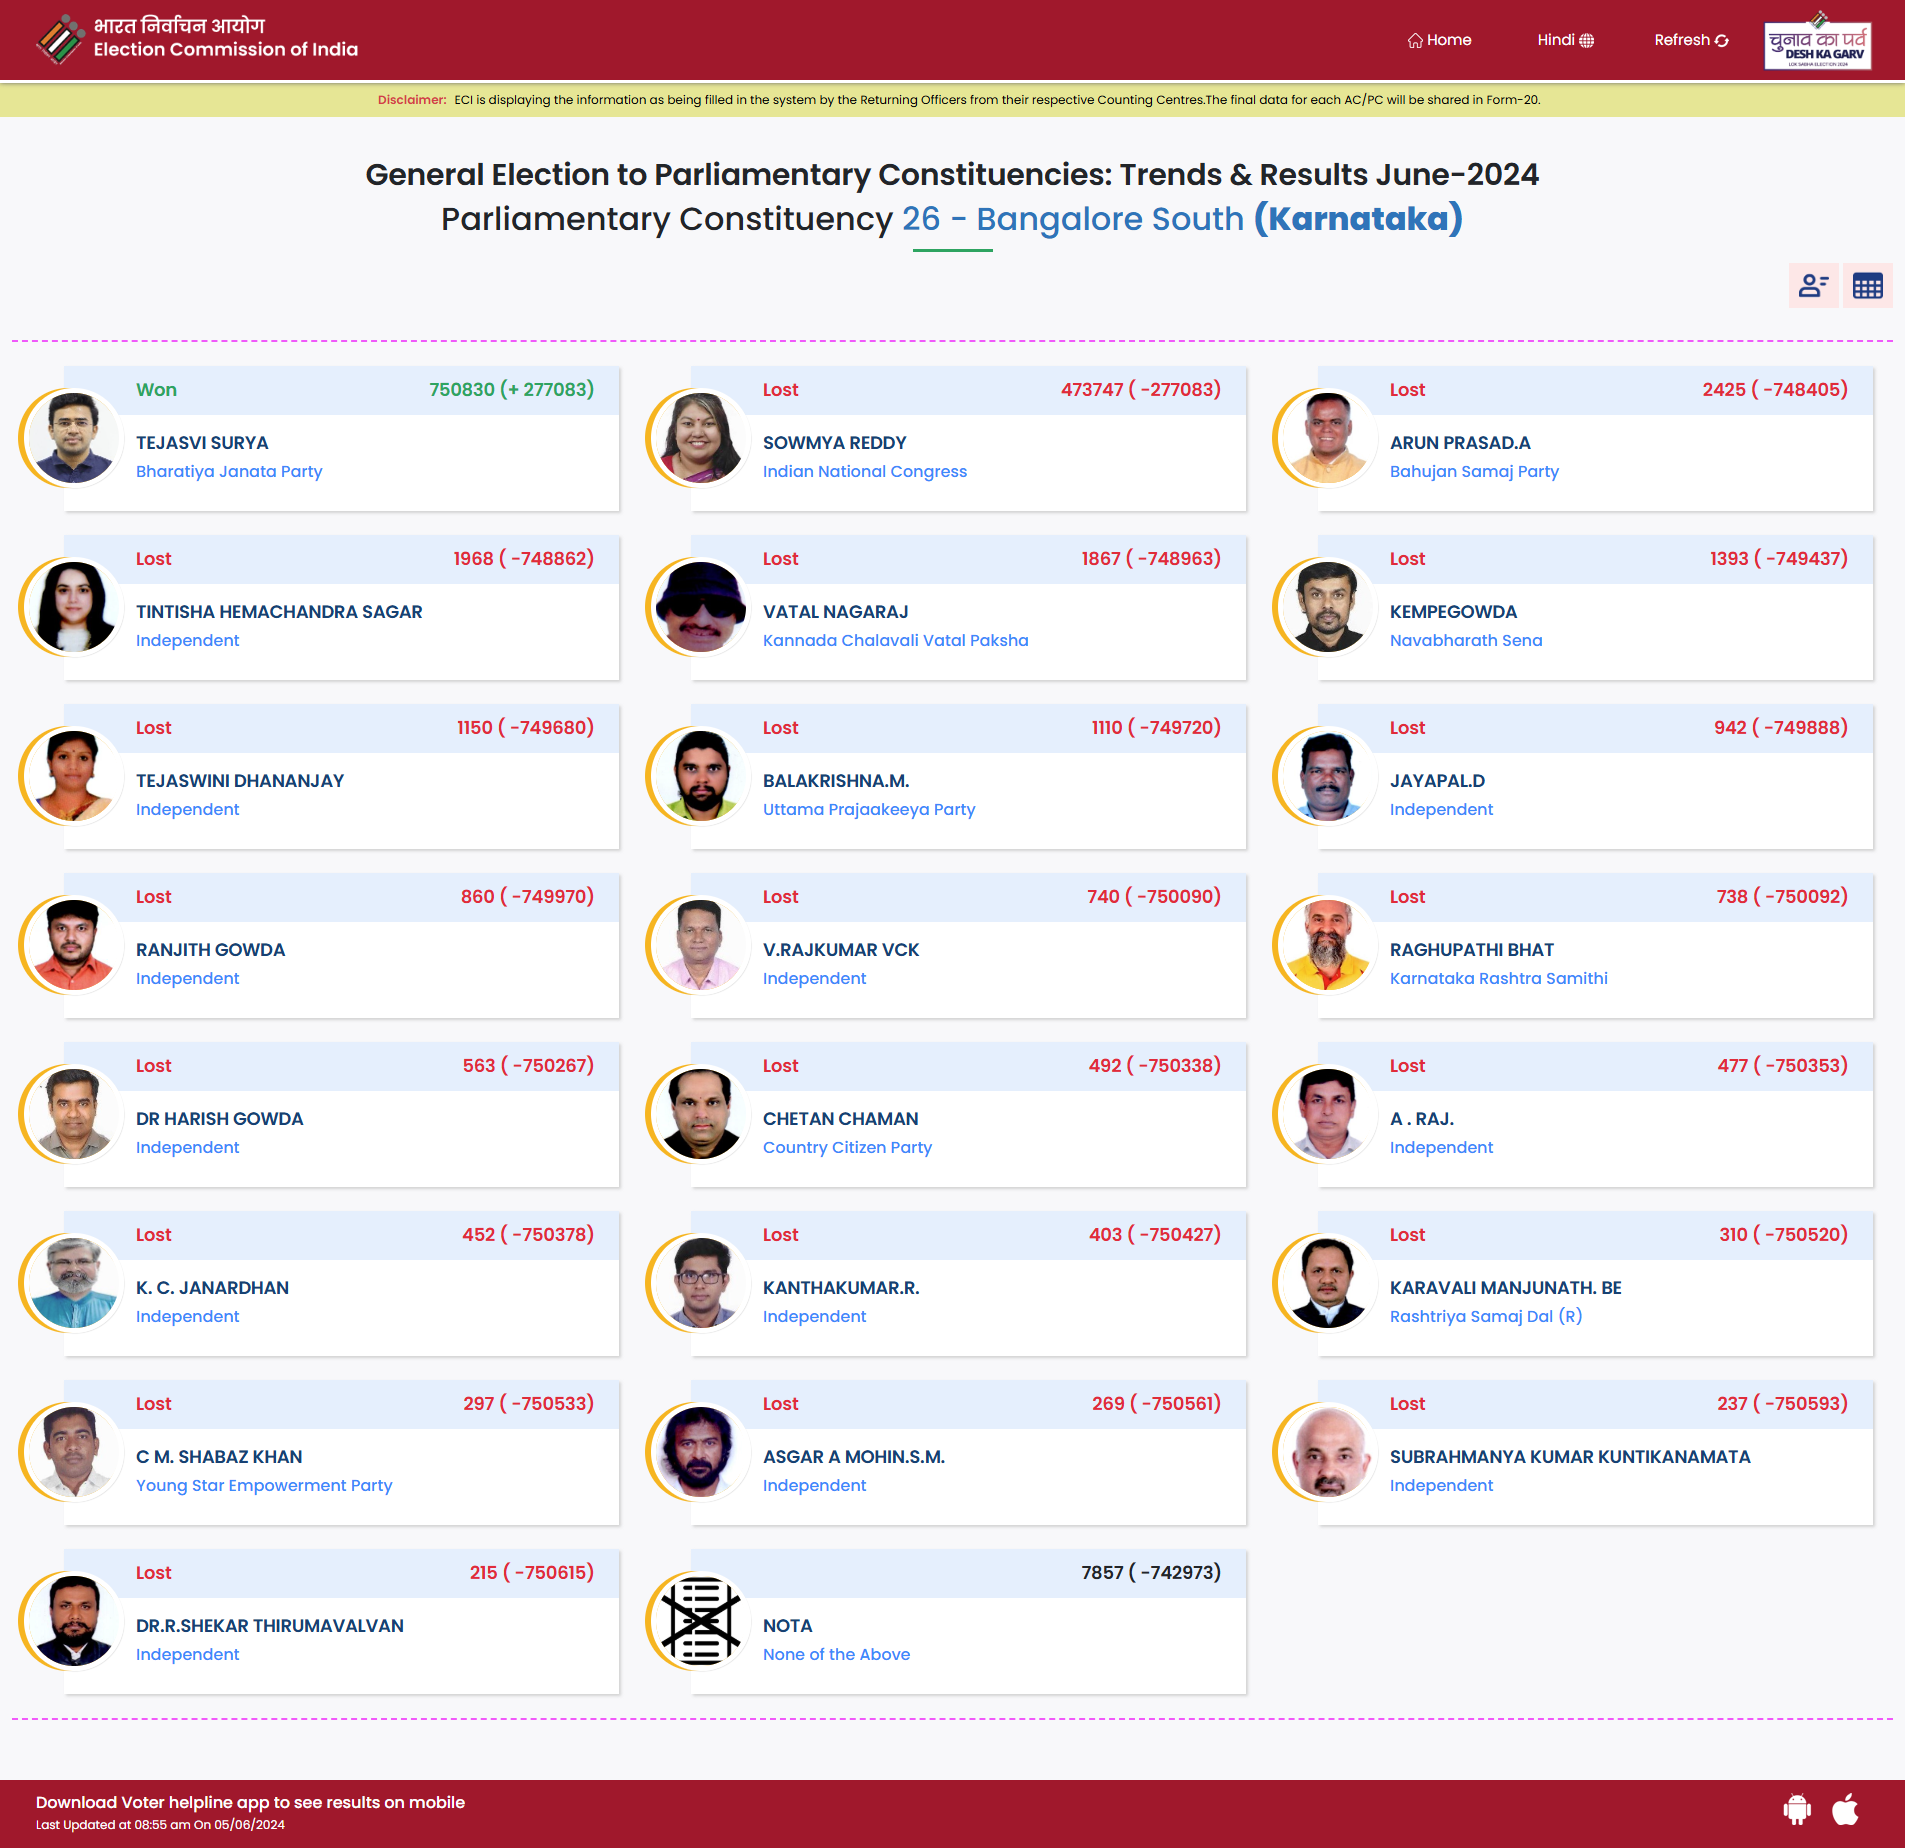 भारत निर्वाचन आयोग
Election Commission of India
Home
Hindi
Refresh
चुनाव का पर्व
DESH KA GARV
LOK SABHA ELECTION 2024
Disclaimer: ECI is displaying the information as being filled in the system by the Returning Officers from their respective Counting Centres.The final data for each AC/PC will be shared in Form-20.
General Election to Parliamentary Constituencies: Trends & Results June-2024
Parliamentary Constituency 26 - Bangalore South (Karnataka)
Won 750830 (+ 277083)
TEJASVI SURYA
Bharatiya Janata Party
Lost 473747 ( -277083)
SOWMYA REDDY
Indian National Congress
Lost 2425 ( -748405)
ARUN PRASAD.A
Bahujan Samaj Party
Lost 1968 ( -748862)
TINTISHA HEMACHANDRA SAGAR
Independent
Lost 1867 ( -748963)
VATAL NAGARAJ
Kannada Chalavali Vatal Paksha
Lost 1393 ( -749437)
KEMPEGOWDA
Navabharath Sena
Lost 1150 ( -749680)
TEJASWINI DHANANJAY
Independent
Lost 1110 ( -749720)
BALAKRISHNA.M.
Uttama Prajaakeeya Party
Lost 942 ( -749888)
JAYAPAL.D
Independent
Lost 860 ( -749970)
RANJITH GOWDA
Independent
Lost 740 ( -750090)
V.RAJKUMAR VCK
Independent
Lost 738 ( -750092)
RAGHUPATHI BHAT
Karnataka Rashtra Samithi
Lost 563 ( -750267)
DR HARISH GOWDA
Independent
Lost 492 ( -750338)
CHETAN CHAMAN
Country Citizen Party
Lost 477 ( -750353)
A . RAJ.
Independent
Lost 452 ( -750378)
K. C. JANARDHAN
Independent
Lost 403 ( -750427)
KANTHAKUMAR.R.
Independent
Lost 310 ( -750520)
KARAVALI MANJUNATH. BE
Rashtriya Samaj Dal (R)
Lost 297 ( -750533)
C M. SHABAZ KHAN
Young Star Empowerment Party
Lost 269 ( -750561)
ASGAR A MOHIN.S.M.
Independent
Lost 237 ( -750593)
SUBRAHMANYA KUMAR KUNTIKANAMATA
Independent
Lost 215 ( -750615)
DR.R.SHEKAR THIRUMAVALVAN
Independent
7857 ( -742973)
NOTA
None of the Above
Download Voter helpline app to see results on mobile
Last Updated at 08:55 am On 05/06/2024